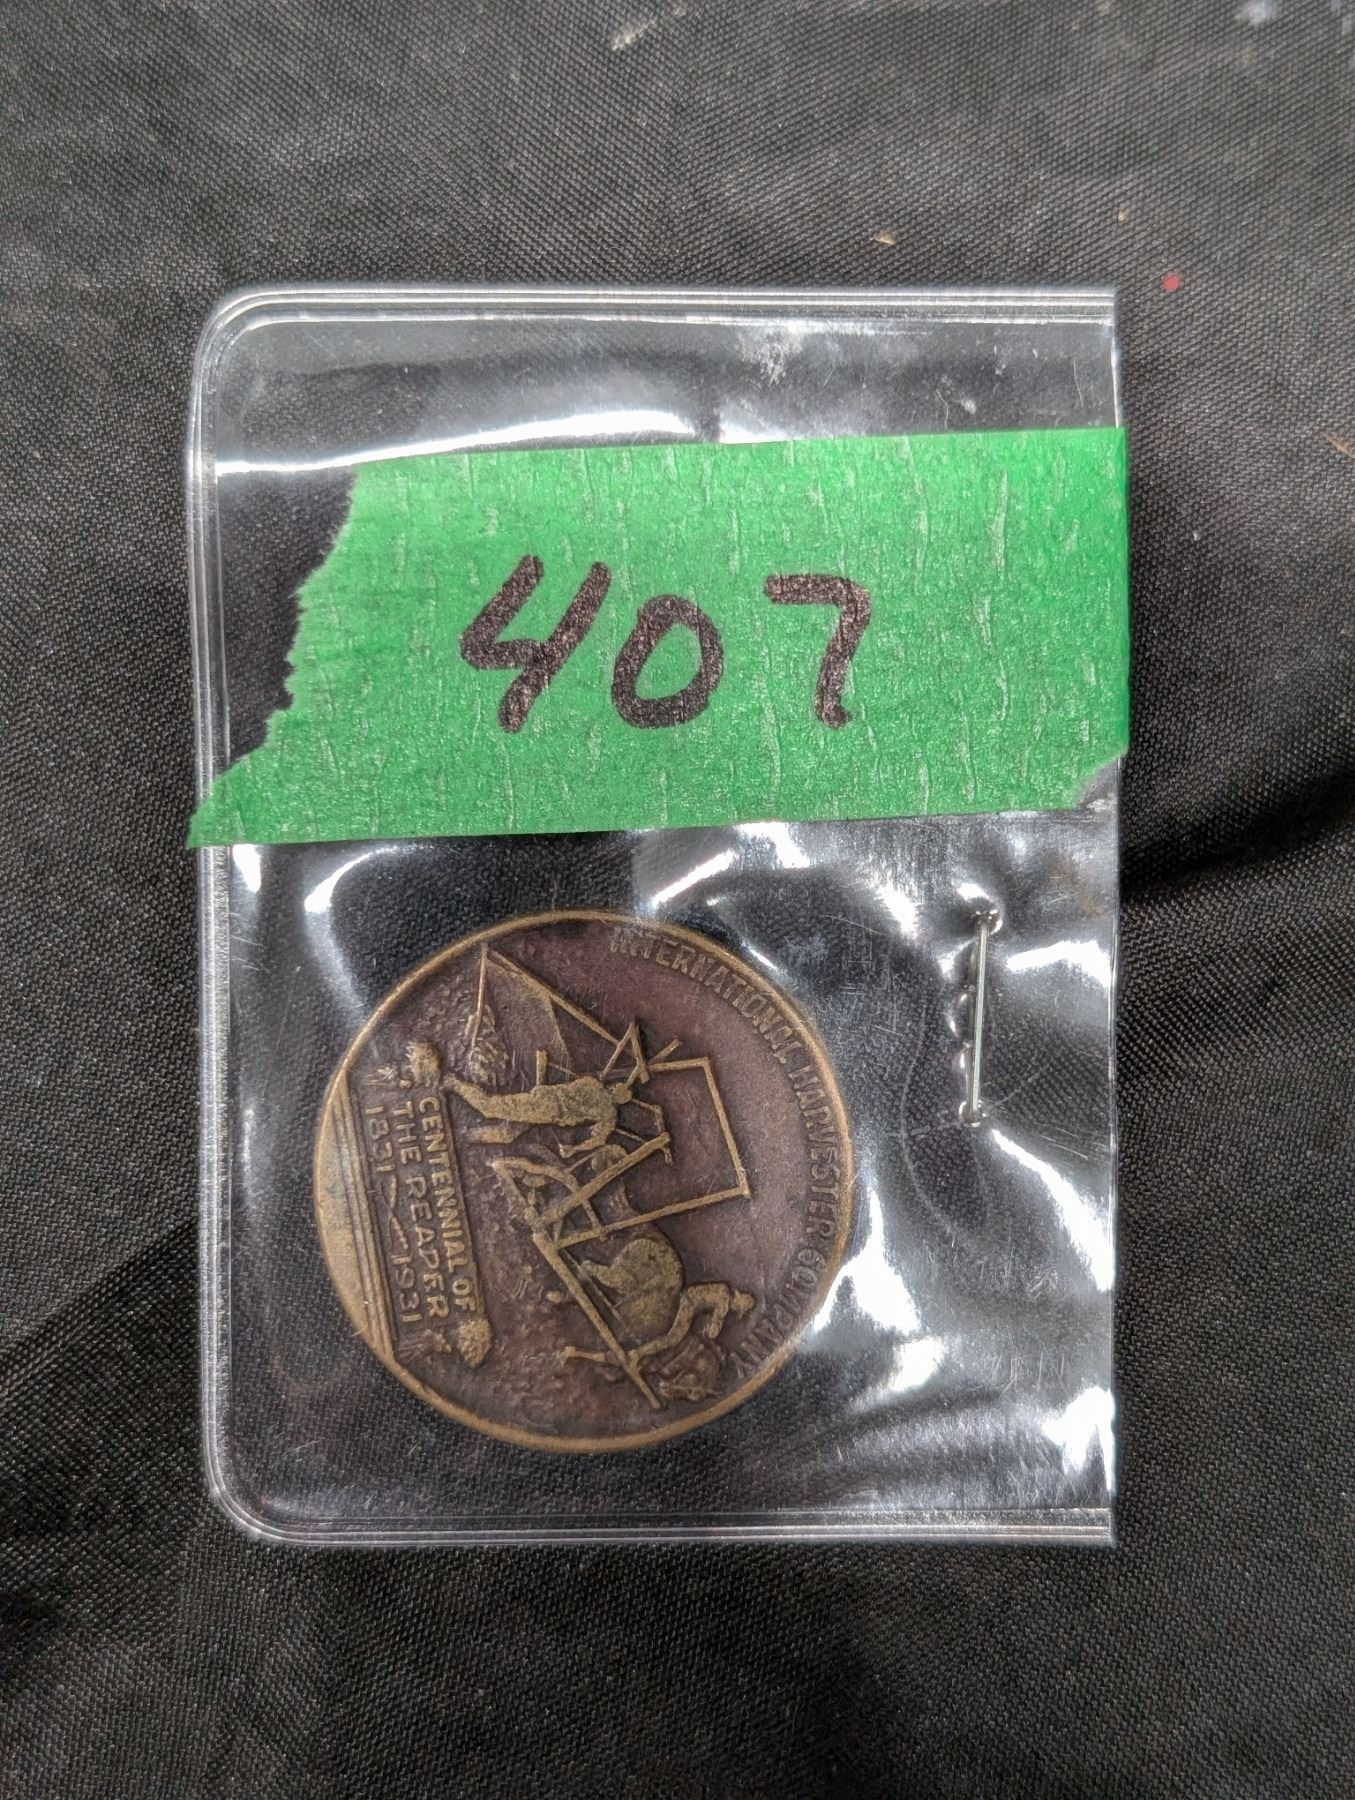 407
INTERNATIONAL HARVESTER COMPANY
CENTENNIAL OF
THE REAPER
1831 1931